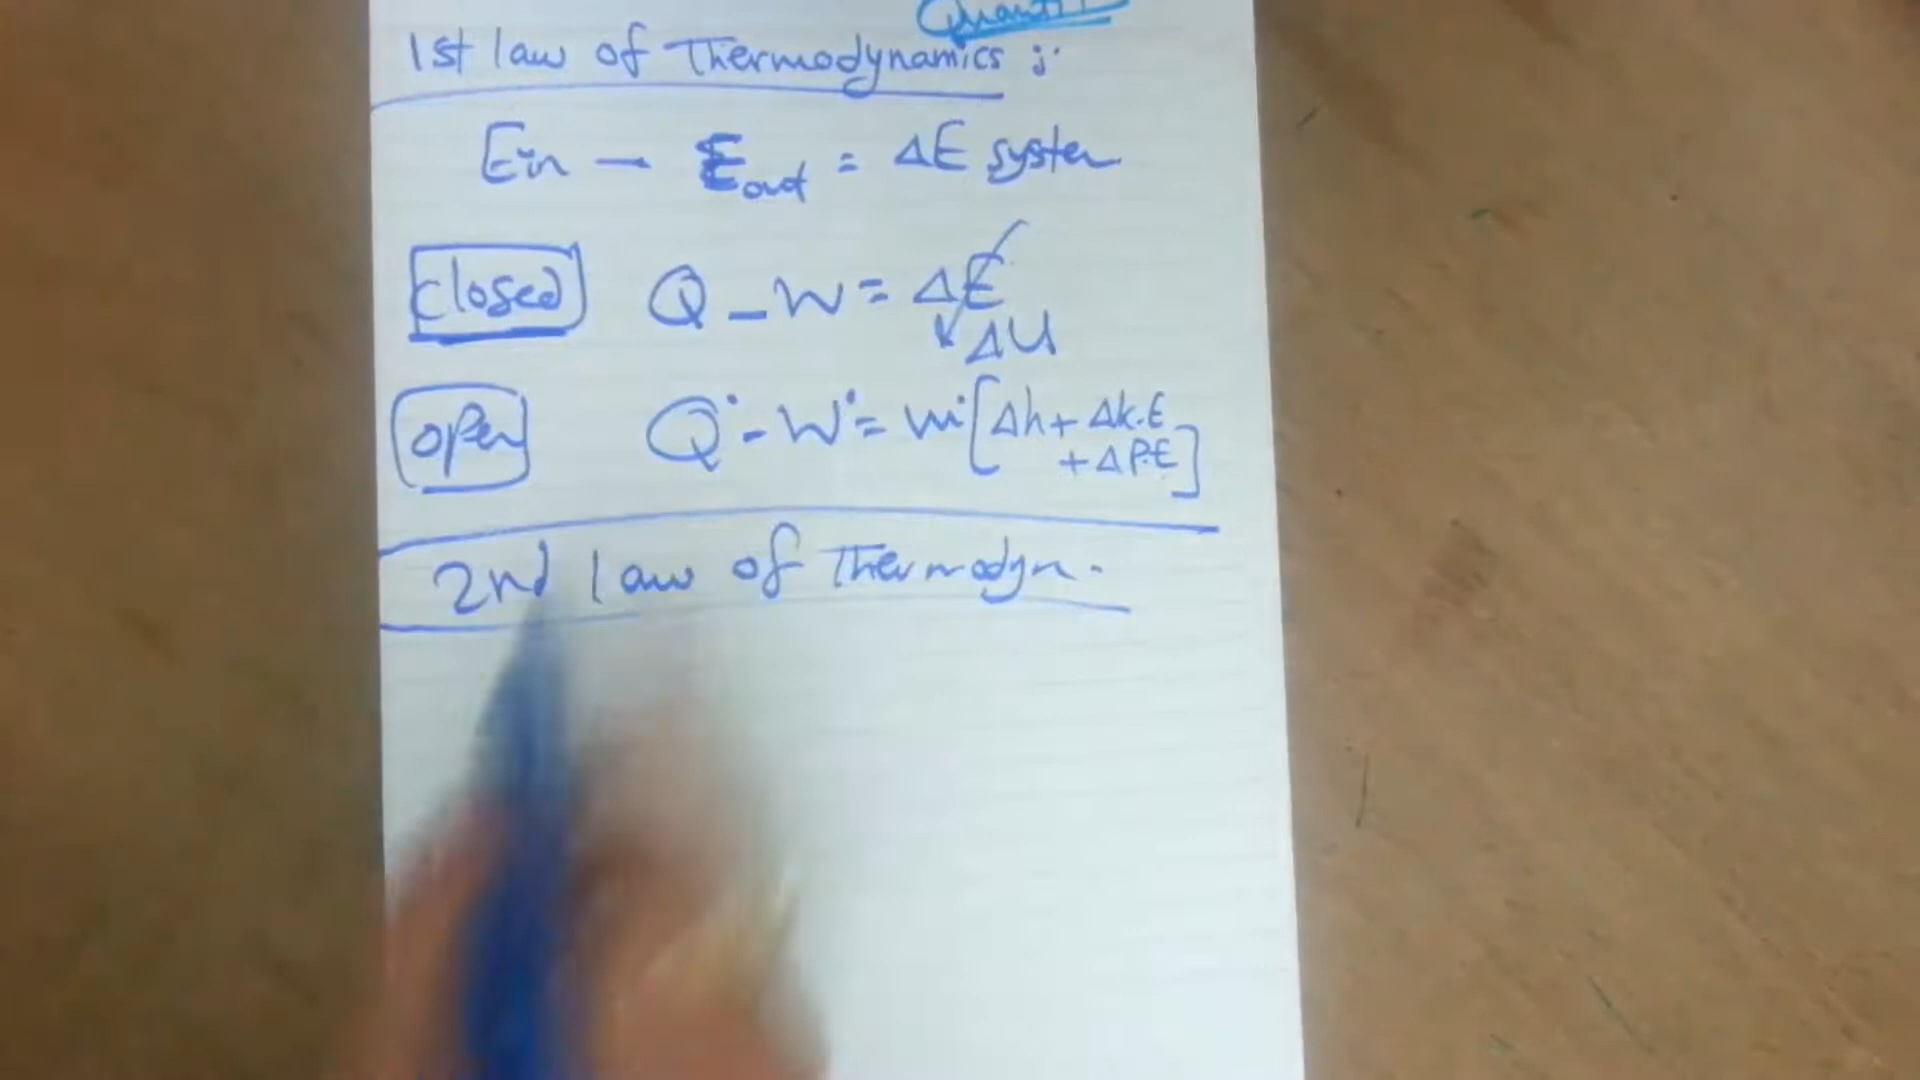 1st law of Thermodynamics :.
Ein - Eout = ΔE system
closed Q - W = ΔE
ΔU
open Q̇ - Ẇ = ṁ [Δh + Δk.E
+ ΔP.E]
2nd law of Thermodyn.